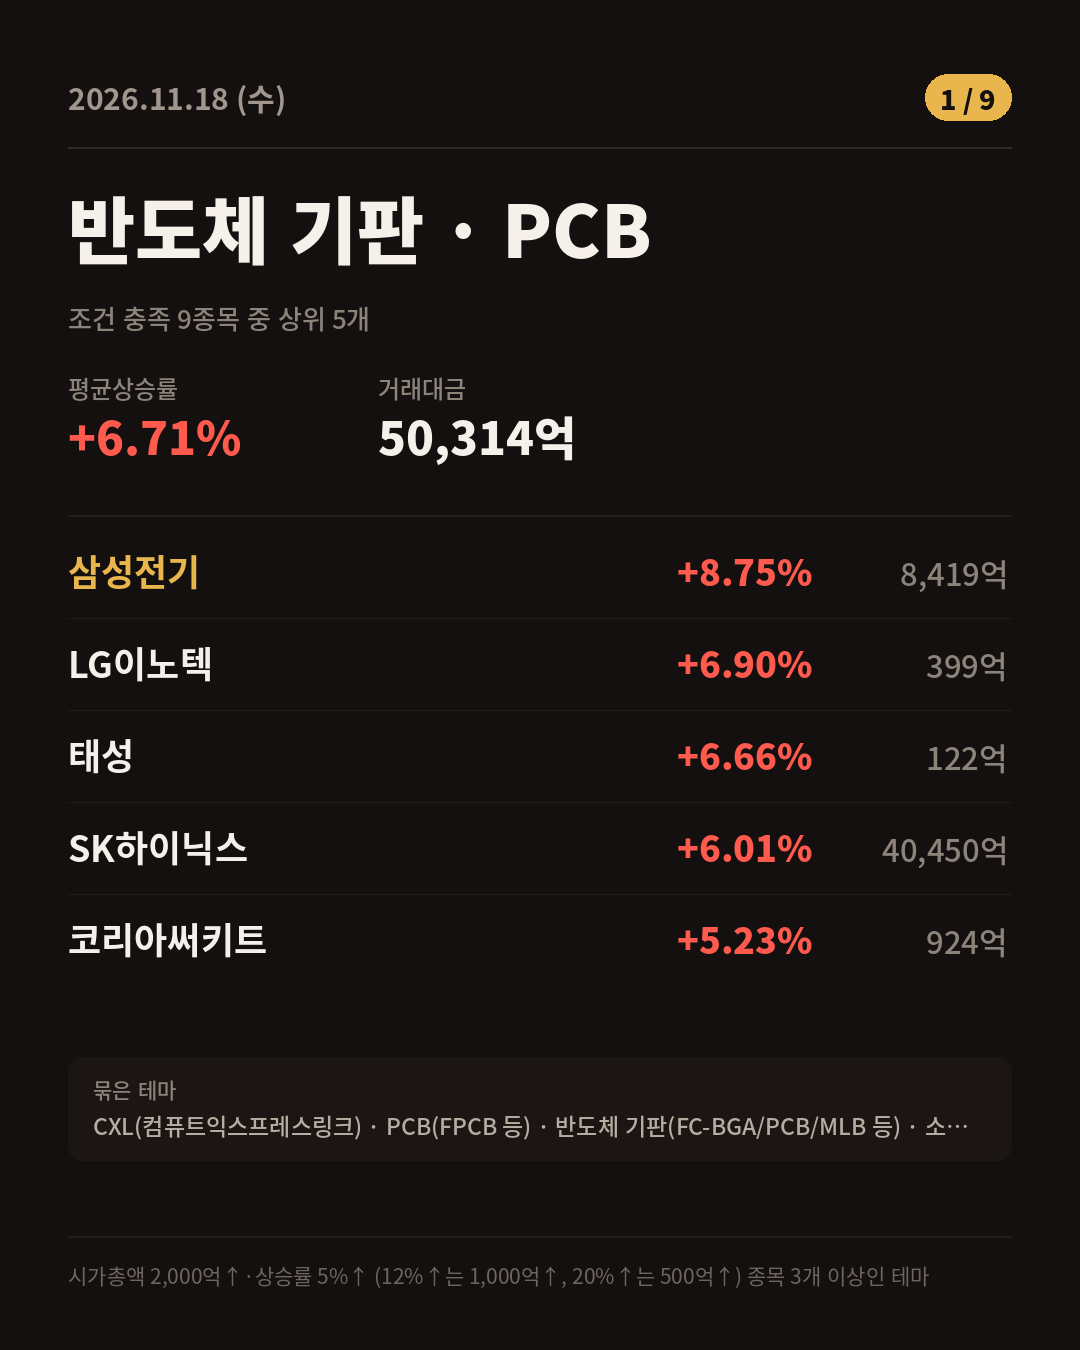 2026.11.18 (수)
1 / 9
반도체 기판 · PCB
조건 충족 9종목 중 상위 5개
평균상승률 거래대금
+6.71% 50,314억
삼성전기 +8.75% 8,419억
LG이노텍 +6.90% 399억
태성 +6.66% 122억
SK하이닉스 +6.01% 40,450억
코리아써키트 +5.23% 924억
묶은 테마
CXL(컴퓨트익스프레스링크) · PCB(FPCB 등) · 반도체 기판(FC-BGA/PCB/MLB 등) · 소…
시가총액 2,000억↑ · 상승률 5%↑ (12%↑는 1,000억↑, 20%↑는 500억↑) 종목 3개 이상인 테마